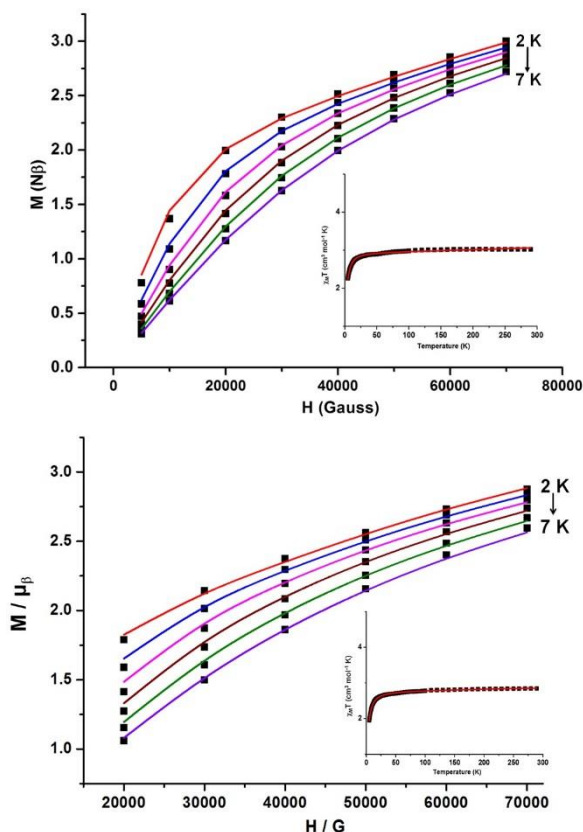 M (Nβ)
3.0
2.5
2.0
1.5
1.0
0.5
0.0
2 K
7 K
χMT (cm³ mol⁻¹ K)
4
2
0 50 100 150 200 250 300
Temperature (K)
0 20000 40000 60000 80000
H (Gauss)
M / μβ
3.0
2.5
2.0
1.5
1.0
2 K
7 K
χMT (cm³ mol⁻¹ K)
4
2
0 50 100 150 200 250 300
Temperature (K)
20000 30000 40000 50000 60000 70000
H / G